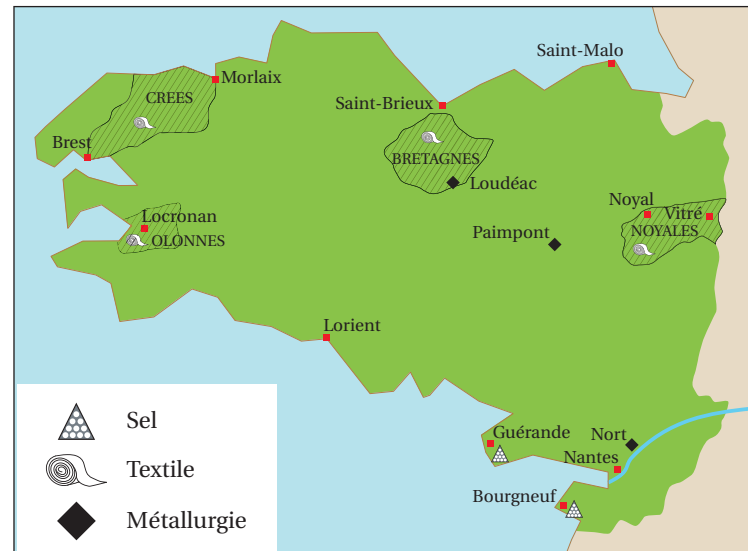 Saint-Malo
Morlaix
CREES
Saint-Brieux
Brest
BRETAGNES
Loudéac
Noyal
Vitré
Locronan
NOYALES
OLONNES
Paimpont
Lorient
Sel
Guérande
Nort
Textile
Nantes
Bourgneuf
Métallurgie